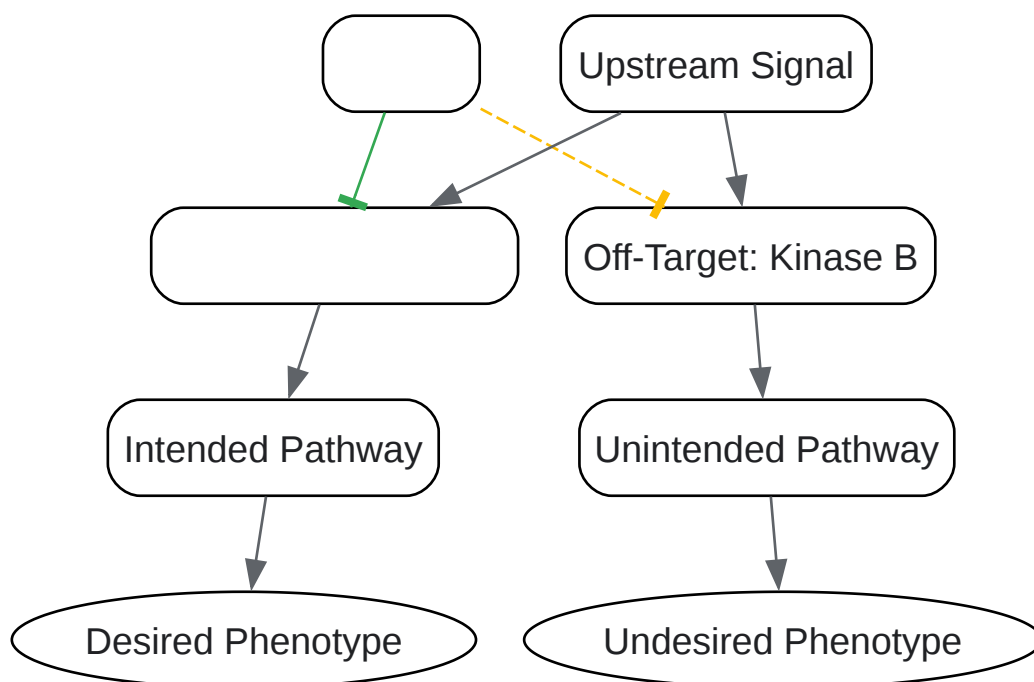 Upstream Signal
Off-Target: Kinase B
Intended Pathway
Unintended Pathway
Desired Phenotype
Undesired Phenotype